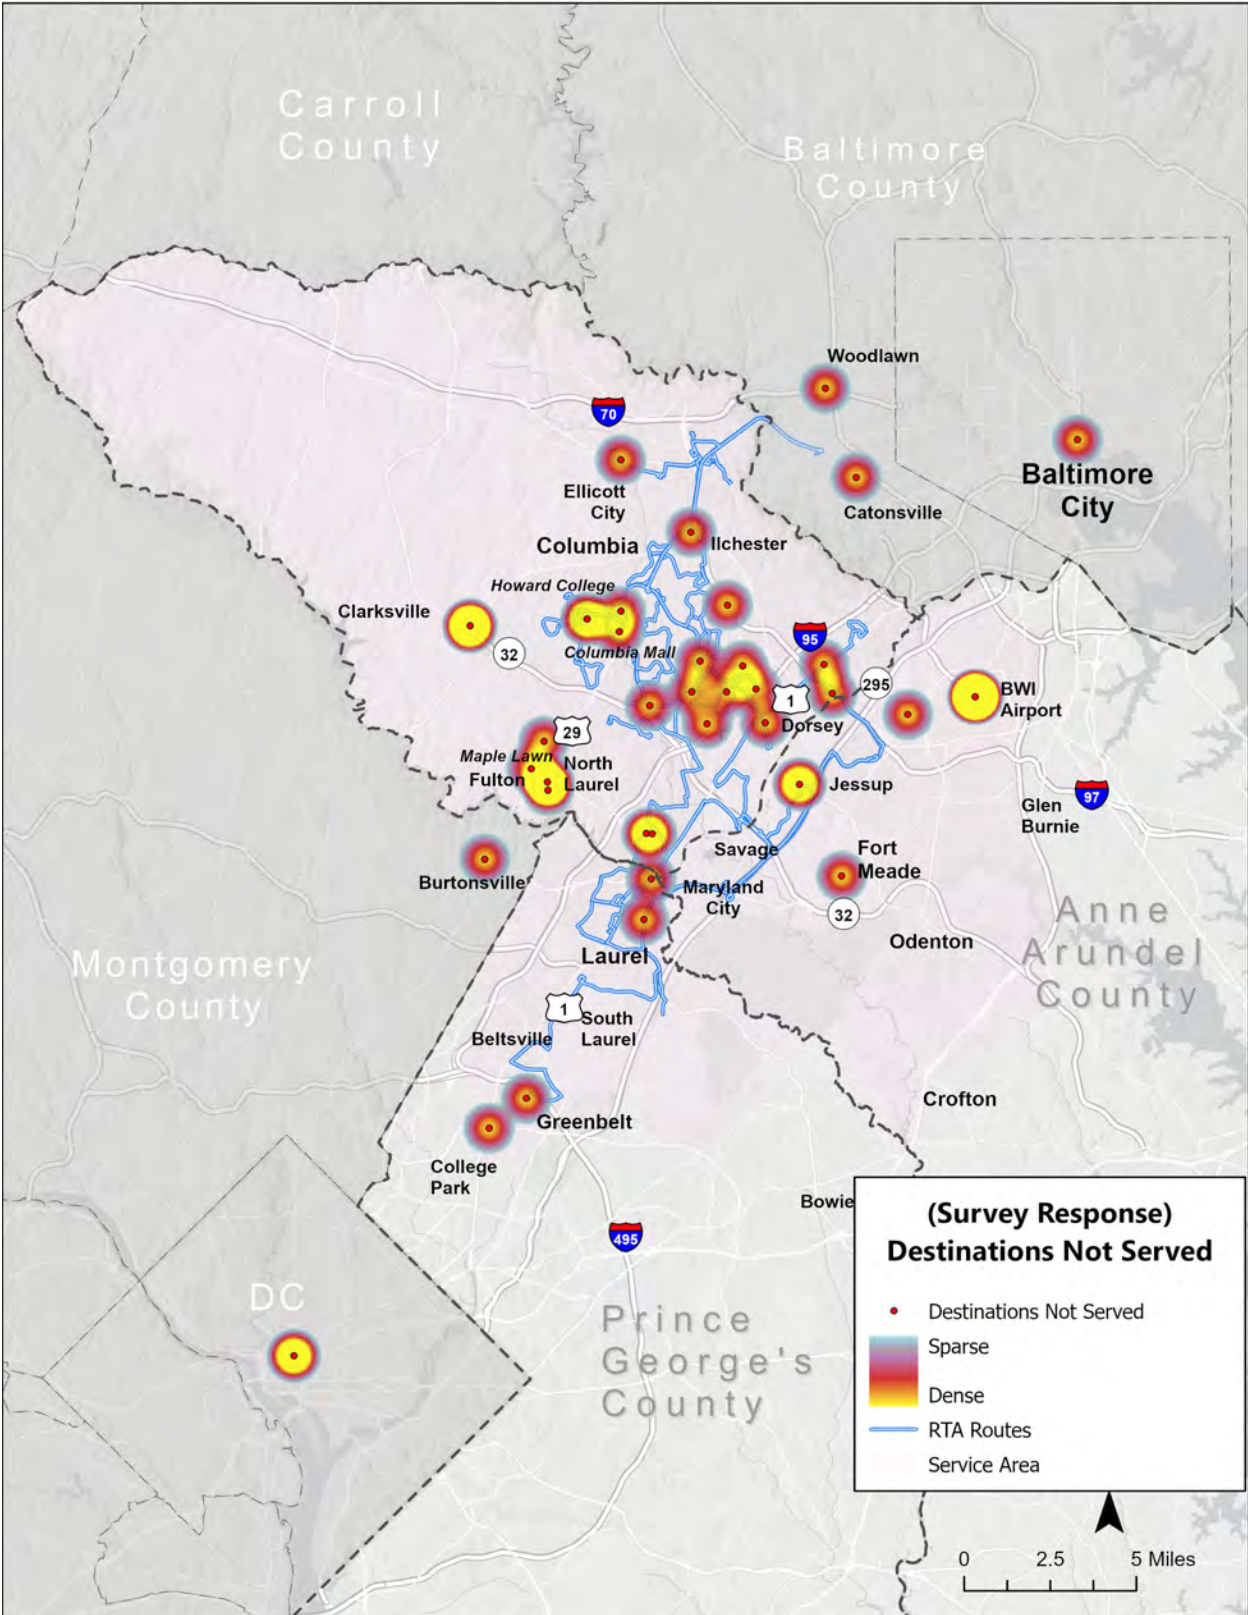 Carroll
County
Baltimore
County
Woodlawn
70
Baltimore
City
Ellicott
City
Catonsville
Columbia
Ilchester
Howard College
Clarksville
95
Columbia Mall
32
295
BWI
Airport
1
Dorsey
29
Maple Lawn
North
Laurel
Fulton
Jessup
97
Glen
Burnie
Savage
Fort
Meade
Burtonsville
Maryland
City
32
Anne
Arundel
County
Odenton
Laurel
Montgomery
County
1
South
Laurel
Beltsville
Crofton
Greenbelt
College
Park
Bowie
495
DC
Prince
George's
County
(Survey Response)
Destinations Not Served
Destinations Not Served
Sparse
Dense
RTA Routes
Service Area
0 2.5 5 Miles